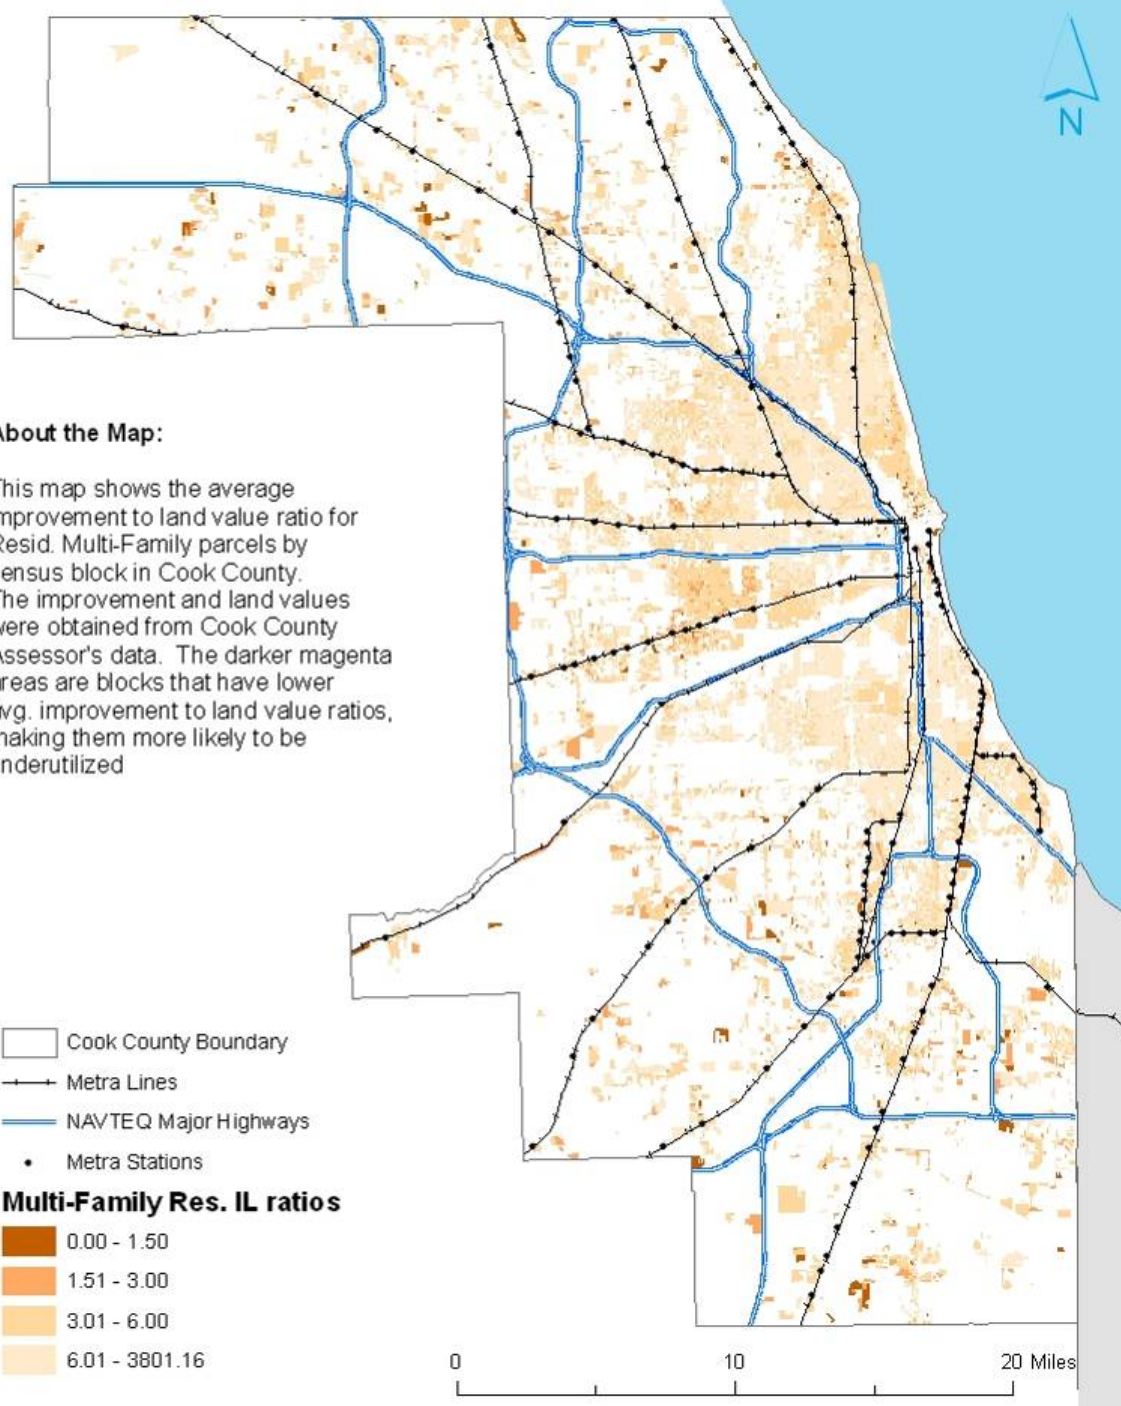 N
About the Map:
This map shows the average
improvement to land value ratio for
Resid. Multi-Family parcels by
census block in Cook County.
The improvement and land values
were obtained from Cook County
Assessor's data. The darker magenta
areas are blocks that have lower
avg. improvement to land value ratios,
making them more likely to be
underutilized
Cook County Boundary
Metra Lines
NAVTEQ Major Highways
Metra Stations
Multi-Family Res. IL ratios
0.00 - 1.50
1.51 - 3.00
3.01 - 6.00
6.01 - 3801.16
0 10 20 Miles